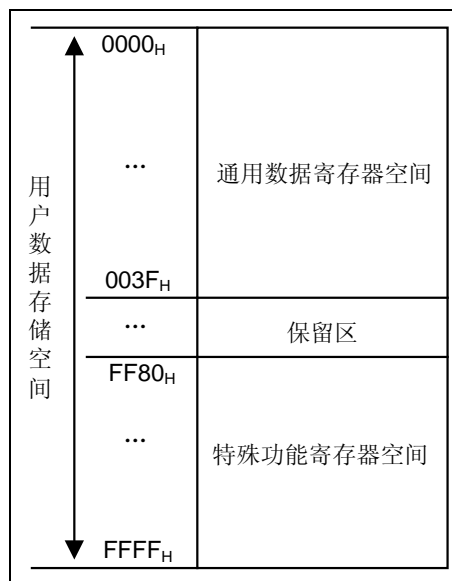 0000H
...
通用数据寄存器空间
003FH
...
保留区
FF80H
...
特殊功能寄存器空间
FFFFH
用户数据存储空间